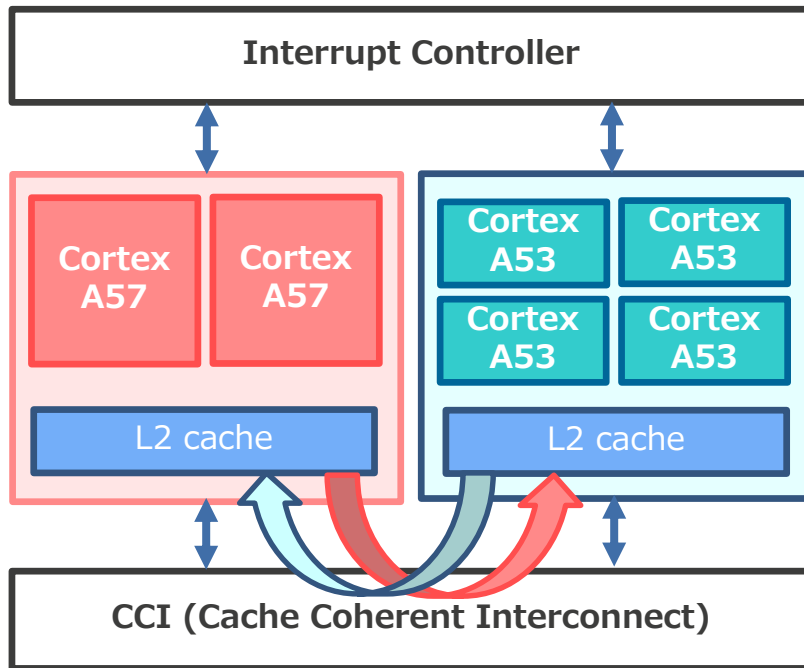 Interrupt Controller
Cortex
A57
Cortex
A57
Cortex
A53
Cortex
A53
Cortex
A53
Cortex
A53
L2 cache
L2 cache
CCI (Cache Coherent Interconnect)